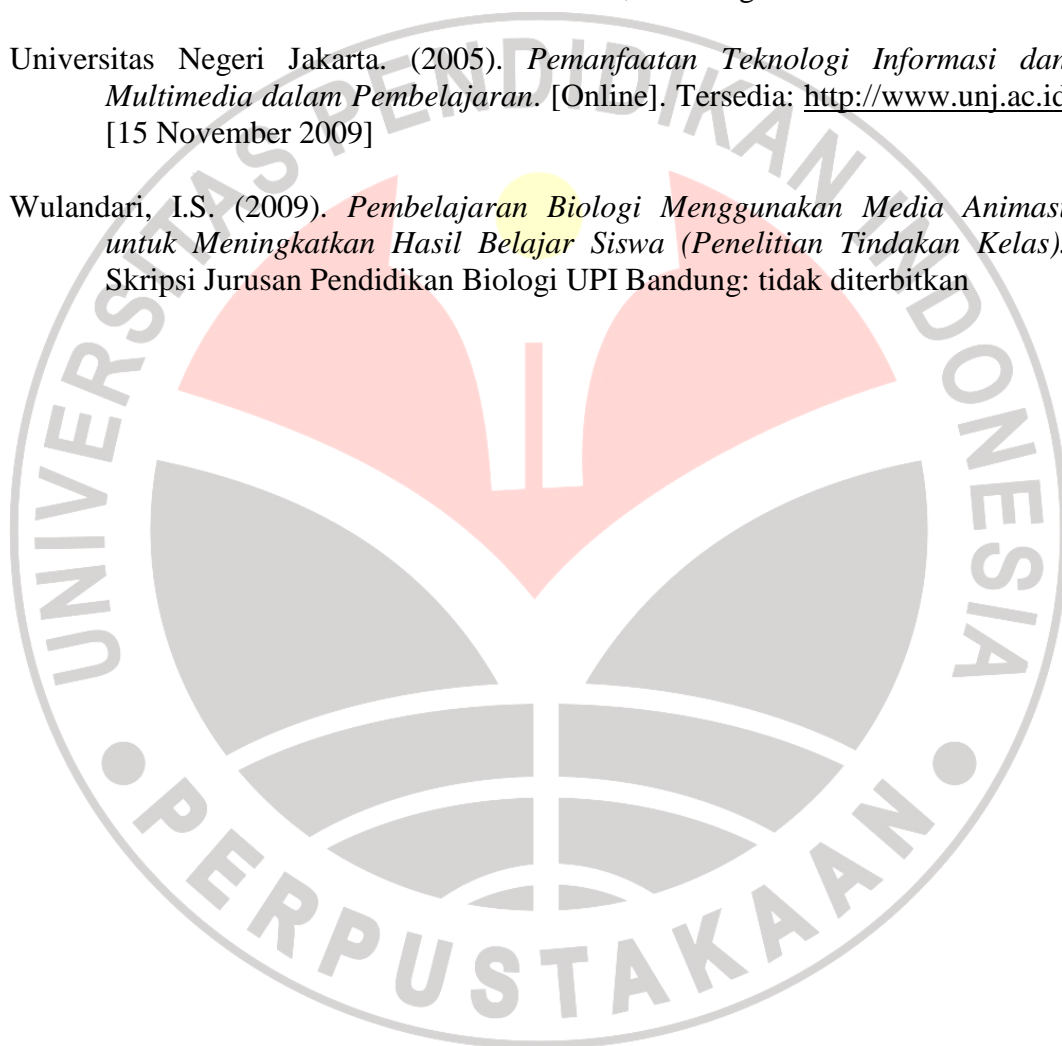 Universitas Negeri Jakarta. (2005). Pemanfaatan Teknologi Informasi dan
Multimedia dalam Pembelajaran. [Online]. Tersedia: http://www.unj.ac.id
[15 November 2009]
Wulandari, I.S. (2009). Pembelajaran Biologi Menggunakan Media Animasi
untuk Meningkatkan Hasil Belajar Siswa (Penelitian Tindakan Kelas).
Skripsi Jurusan Pendidikan Biologi UPI Bandung: tidak diterbitkan
UNIVERSITAS PENDIDIKAN INDONESIA
PERPUSTAKAAN